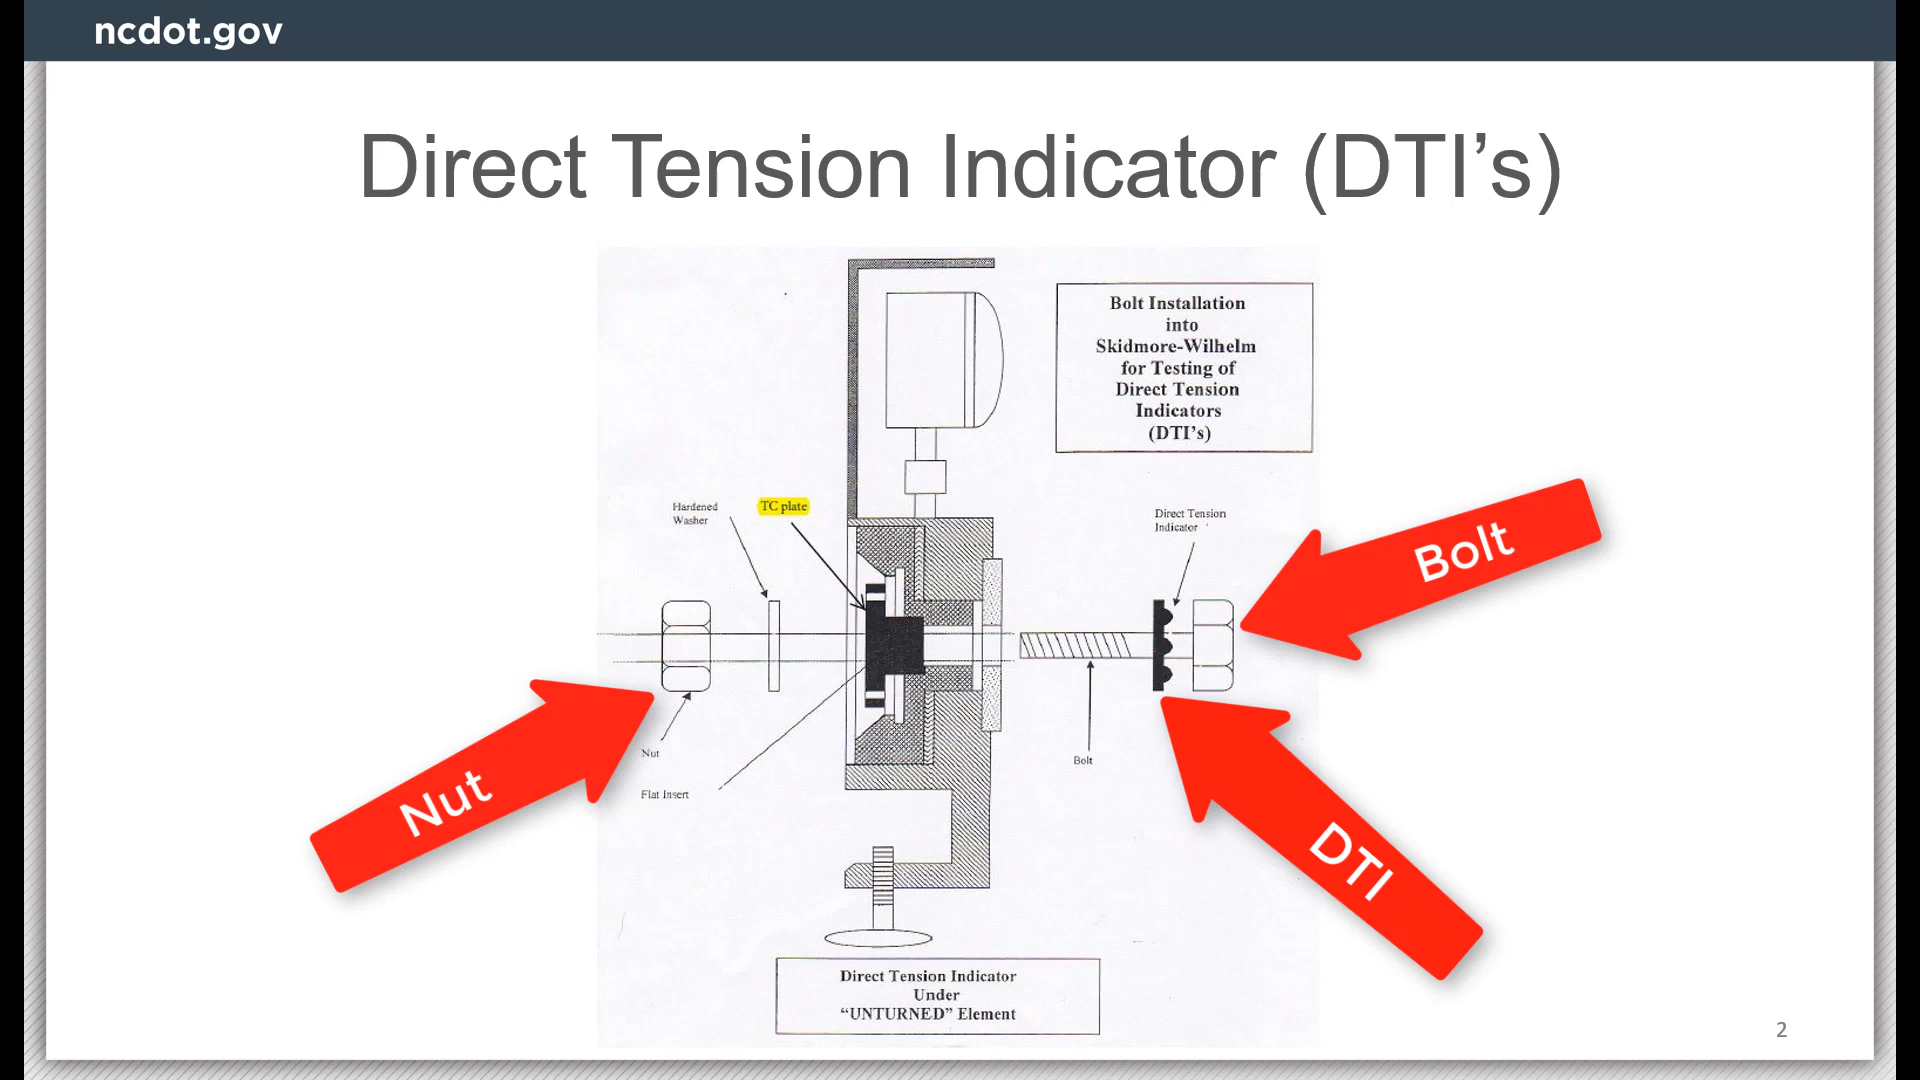 ncdot.gov
Direct Tension Indicator (DTI’s)
Bolt Installation
into
Skidmore-Wilhelm
for Testing of
Direct Tension
Indicators
(DTI’s)
Hardened
Washer
TC plate
Direct Tension
Indicator
Bolt
Nut
Nut
Flat Insert
Bolt
DTI
Direct Tension Indicator
Under
“UNTURNED” Element
2